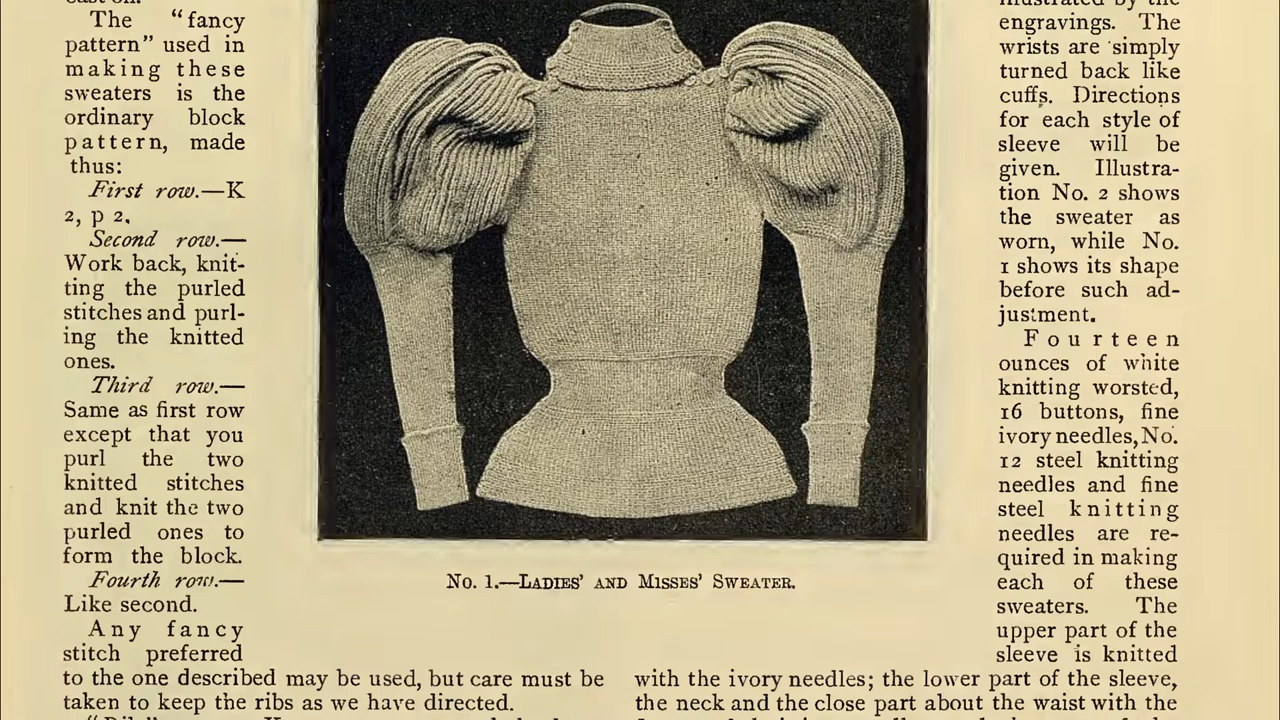 The “fancy
pattern” used in
making these
sweaters is the
ordinary block
pattern, made
thus:
First row.—K
2, p 2.
Second row.—
Work back, knit-
ting the purled
stitches and purl-
ing the knitted
ones.
Third row.—
Same as first row
except that you
purl the two
knitted stitches
and knit the two
purled ones to
form the block.
Fourth row.—
Like second.
Any fancy
stitch preferred
to the one described may be used, but care must be
taken to keep the ribs as we have directed.
No. 1.—Ladies’ and Misses’ Sweater.
illustrated by the
engravings. The
wrists are simply
turned back like
cuffs. Directions
for each style of
sleeve will be
given. Illustra-
tion No. 2 shows
the sweater as
worn, while No.
1 shows its shape
before such ad-
justment.
Fourteen
ounces of white
knitting worsted,
16 buttons, fine
ivory needles, No.
12 steel knitting
needles and fine
steel knitting
needles are re-
quired in making
each of these
sweaters. The
upper part of the
sleeve is knitted
with the ivory needles; the lower part of the sleeve,
the neck and the close part about the waist with the